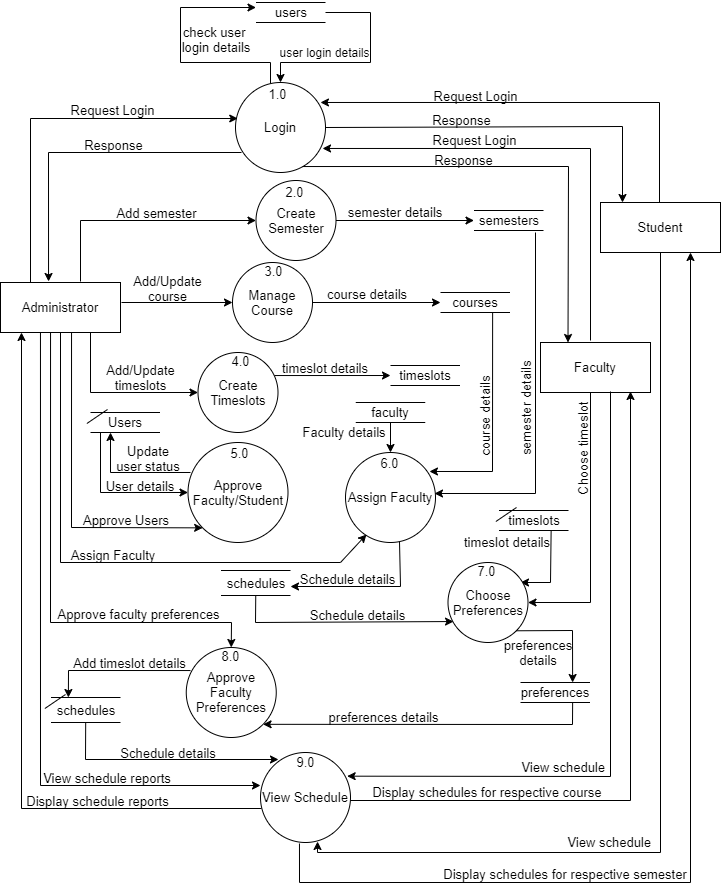 users
check user
login details
user login details
1.0
Login
Request Login
Response
Request Login
Response
Request Login
Response
2.0
Create
Semester
Add semester
semester details
semesters
Student
3.0
Manage
Course
Add/Update
course
course details
courses
Administrator
4.0
Create
Timeslots
Add/Update
timeslots
timeslot details
timeslots
Faculty
Users
faculty
Faculty details
course details
semester details
Choose timeslot
Update
user status
User details
5.0
Approve
Faculty/Student
6.0
Assign Faculty
Approve Users
timeslots
timeslot details
Assign Faculty
schedules
Schedule details
7.0
Choose
Preferences
Approve faculty preferences
Schedule details
preferences
details
8.0
Approve
Faculty
Preferences
Add timeslot details
preferences
schedules
preferences details
Schedule details
9.0
View Schedule
View schedule
View schedule reports
Display schedule reports
Display schedules for respective course
View schedule
Display schedules for respective semester